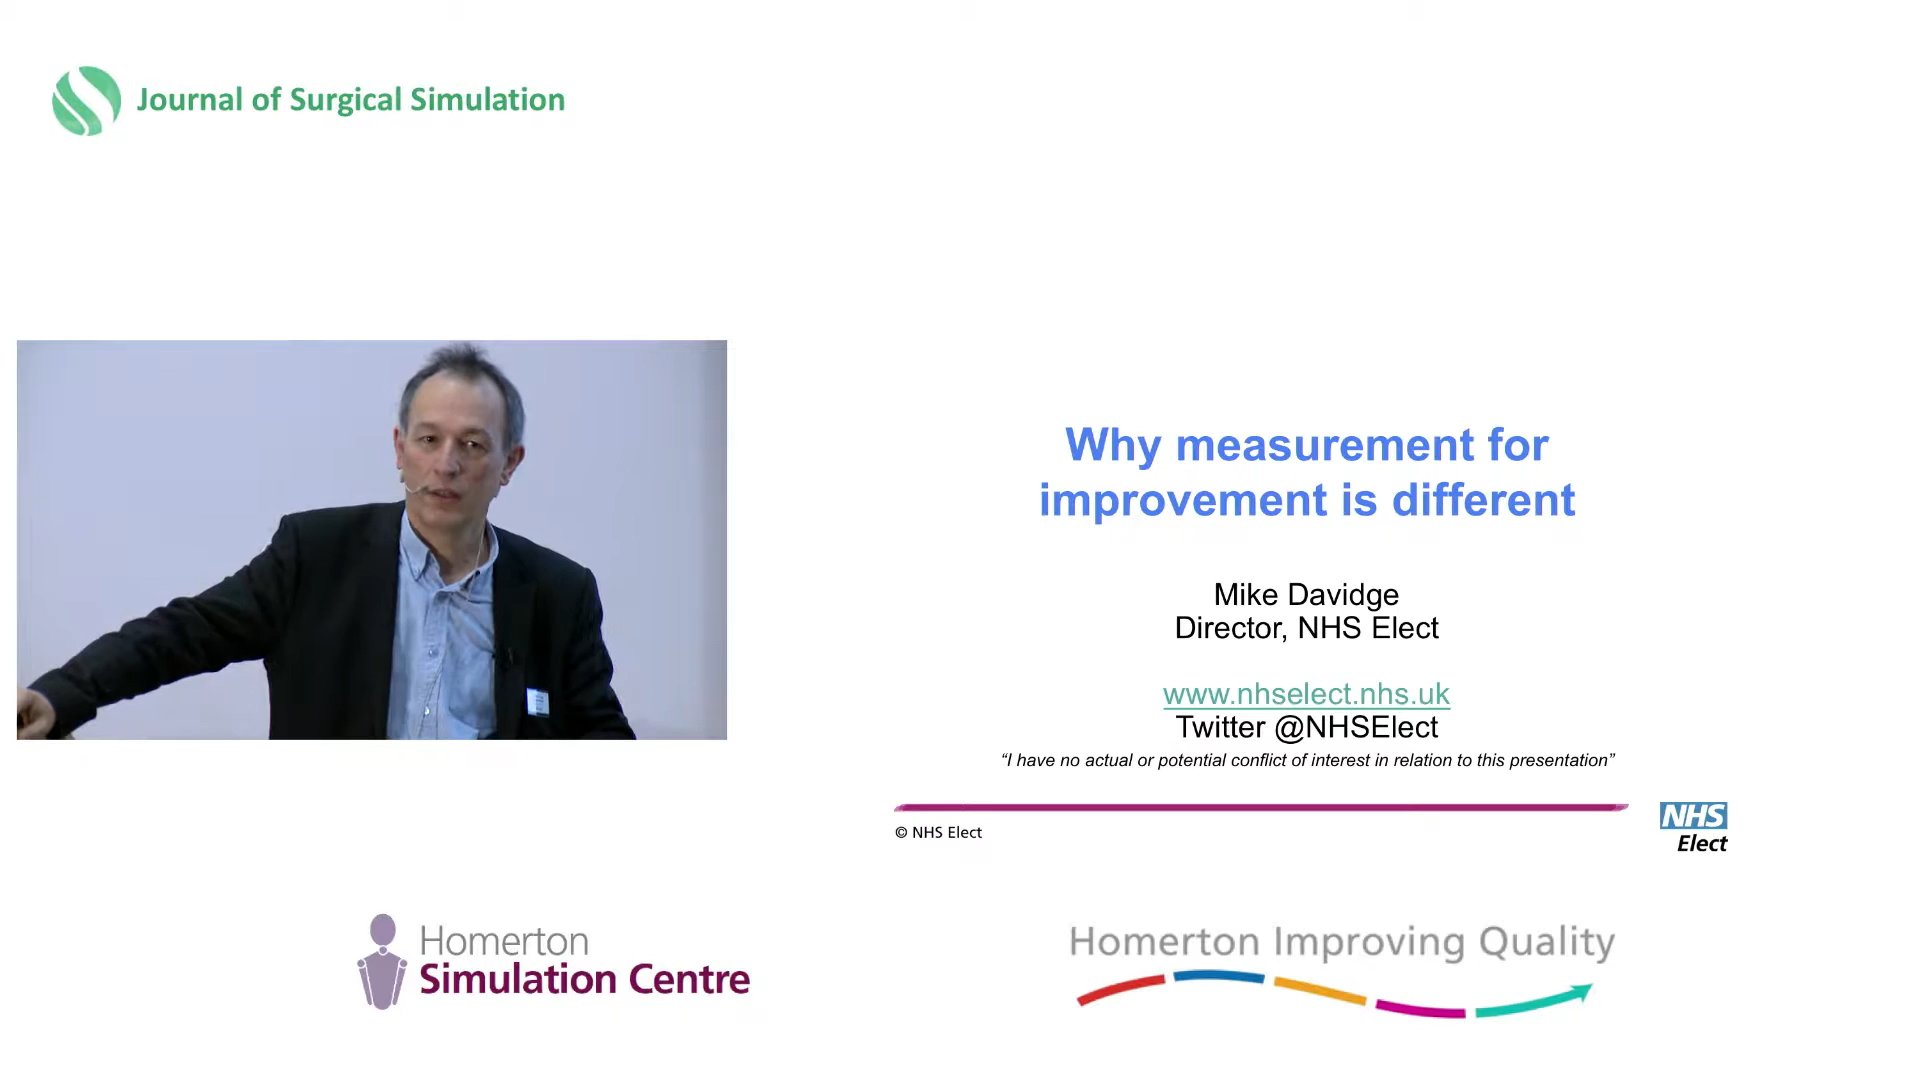 Journal of Surgical Simulation
Why measurement for
improvement is different
Mike Davidge
Director, NHS Elect
www.nhselect.nhs.uk
Twitter @NHSElect
“I have no actual or potential conflict of interest in relation to this presentation”
© NHS Elect
NHS
Elect
Homerton
Simulation Centre
Homerton Improving Quality